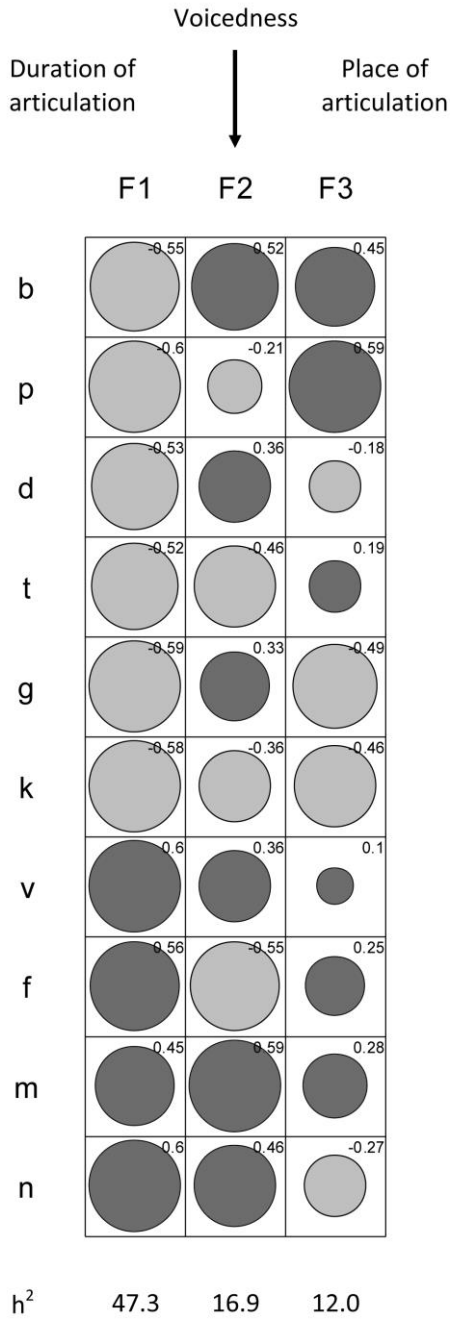 Voicedness
Duration of articulation
Place of articulation
F1 F2 F3
b -0.55 0.52 0.45
p -0.6 -0.21 0.59
d -0.53 0.36 -0.18
t -0.52 -0.46 0.19
g -0.59 0.33 -0.49
k -0.58 -0.36 -0.46
v 0.6 0.36 0.1
f 0.56 -0.55 0.25
m 0.45 0.59 0.28
n 0.6 0.46 -0.27
h² 47.3 16.9 12.0